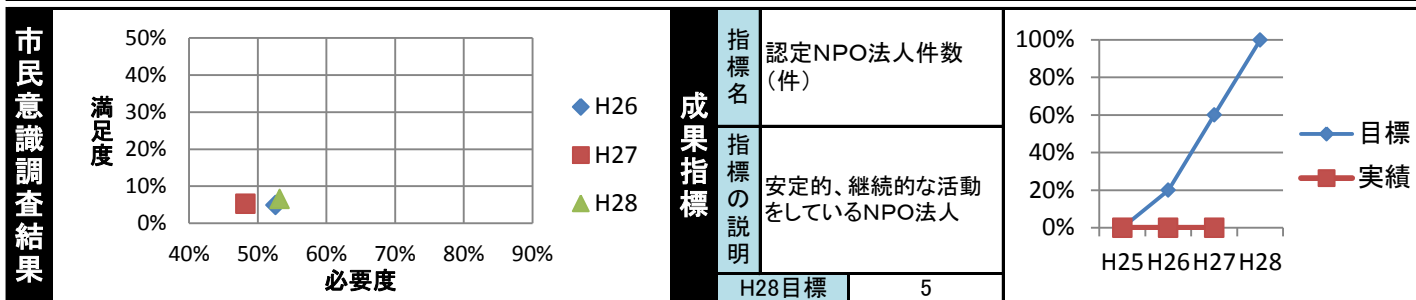 市民意識調査結果
50%
40%
30%
20%
10%
0%
満足度
40% 50% 60% 70% 80% 90%
必要度
H26
H27
H28
成果指標
指標名
認定NPO法人件数
(件)
指標の説明
安定的、継続的な活動
をしているNPO法人
H28目標 5
100%
80%
60%
40%
20%
0%
H25 H26 H27 H28
目標
実績